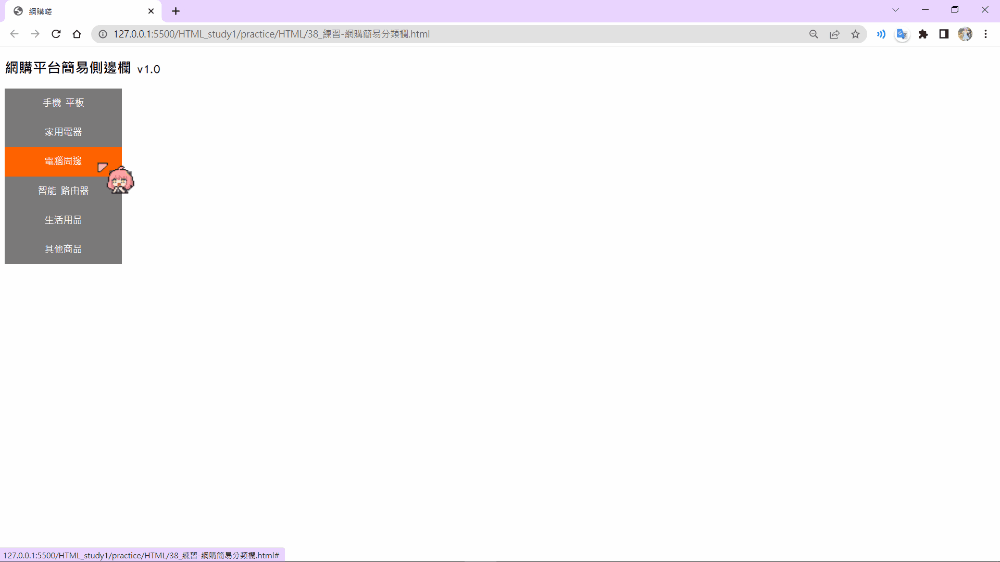 網購磋
127.0.0.1:5500/HTML_study1/practice/HTML/38_練習-網購簡易分類欄.html
網購平台簡易側邊欄 v1.0
手機 平板
家用電器
電腦周邊
智能 路由器
生活用品
其他商品
127.0.0.1:5500/HTML_study1/practice/HTML/38_練習-網購簡易分類欄.html#